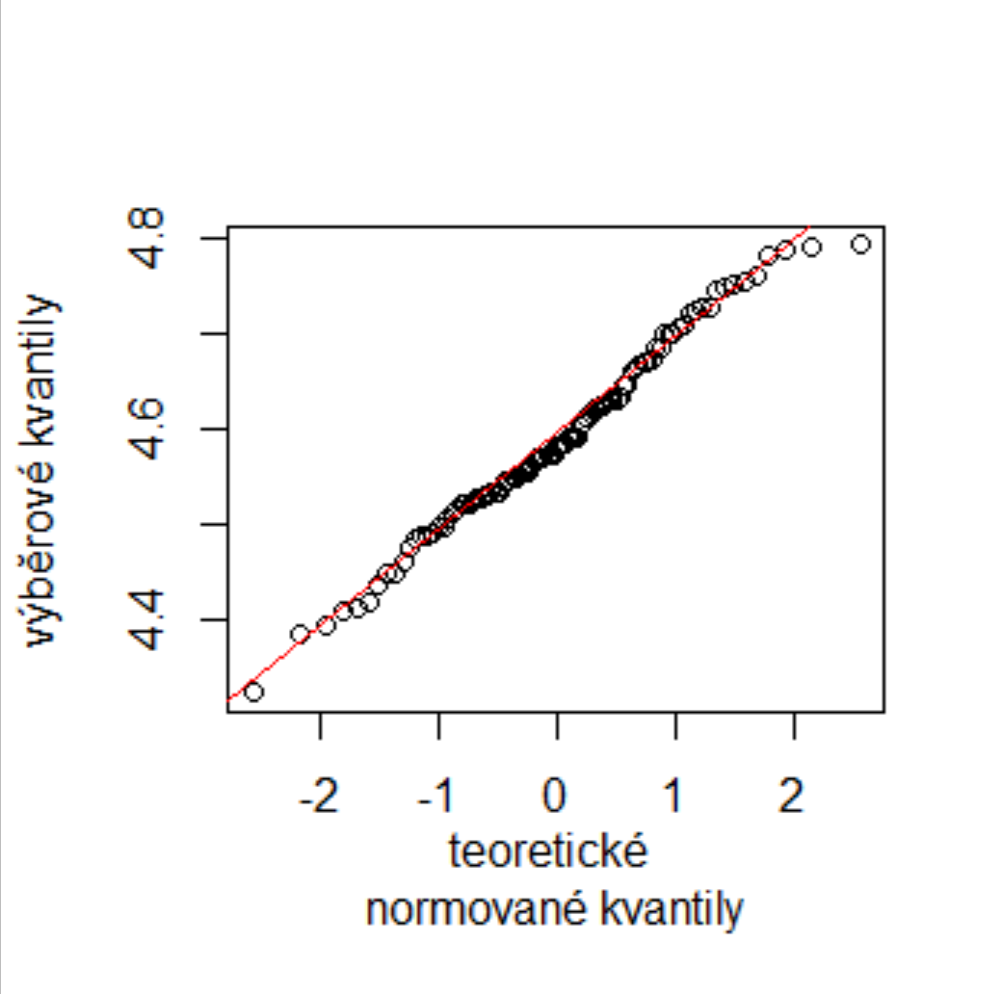 výběrové kvantily
4.8
4.6
4.4
-2 -1 0 1 2
teoretické
normované kvantily